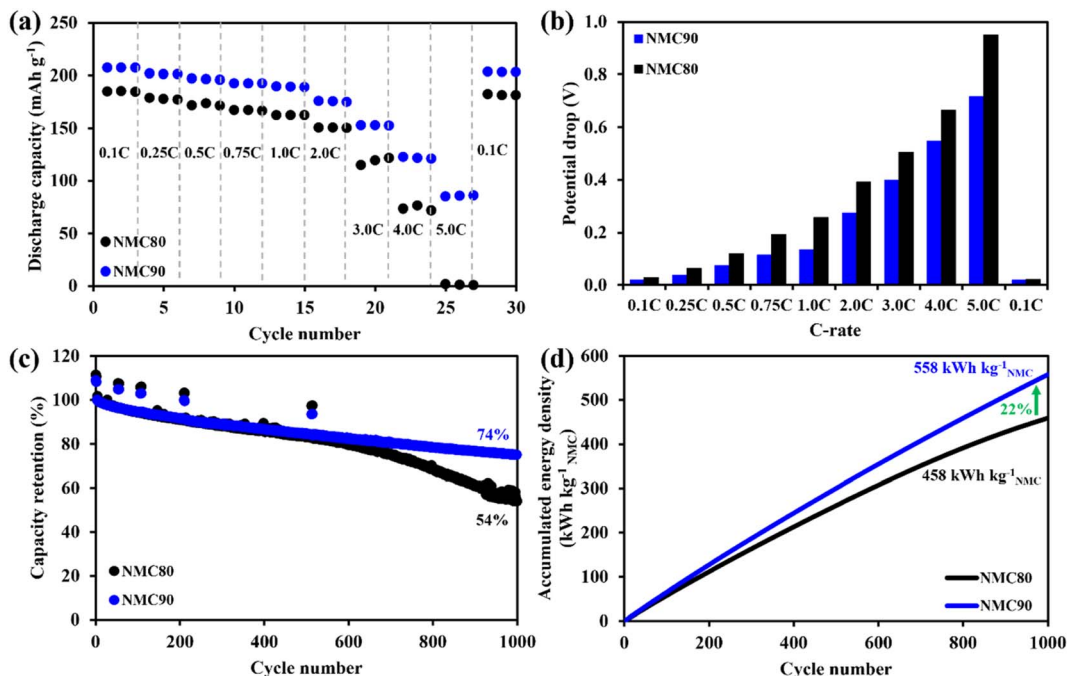 (a)
Discharge capacity (mAh g⁻¹)
250
200
150
100
50
0
0.1C 0.25C 0.5C 0.75C 1.0C 2.0C 0.1C
3.0C 4.0C 5.0C
NMC80
NMC90
0 5 10 15 20 25 30
Cycle number
(b)
Potential drop (V)
1.0
0.8
0.6
0.4
0.2
0.0
NMC90
NMC80
0.1C 0.25C 0.5C 0.75C 1.0C 2.0C 3.0C 4.0C 5.0C 0.1C
C-rate
(c)
Capacity retention (%)
120
100
80
60
40
20
0
74%
54%
NMC80
NMC90
0 200 400 600 800 1000
Cycle number
(d)
Accumulated energy density
(kWh kg⁻¹NMC)
600
500
400
300
200
100
0
558 kWh kg⁻¹NMC
22%
458 kWh kg⁻¹NMC
NMC80
NMC90
0 200 400 600 800 1000
Cycle number